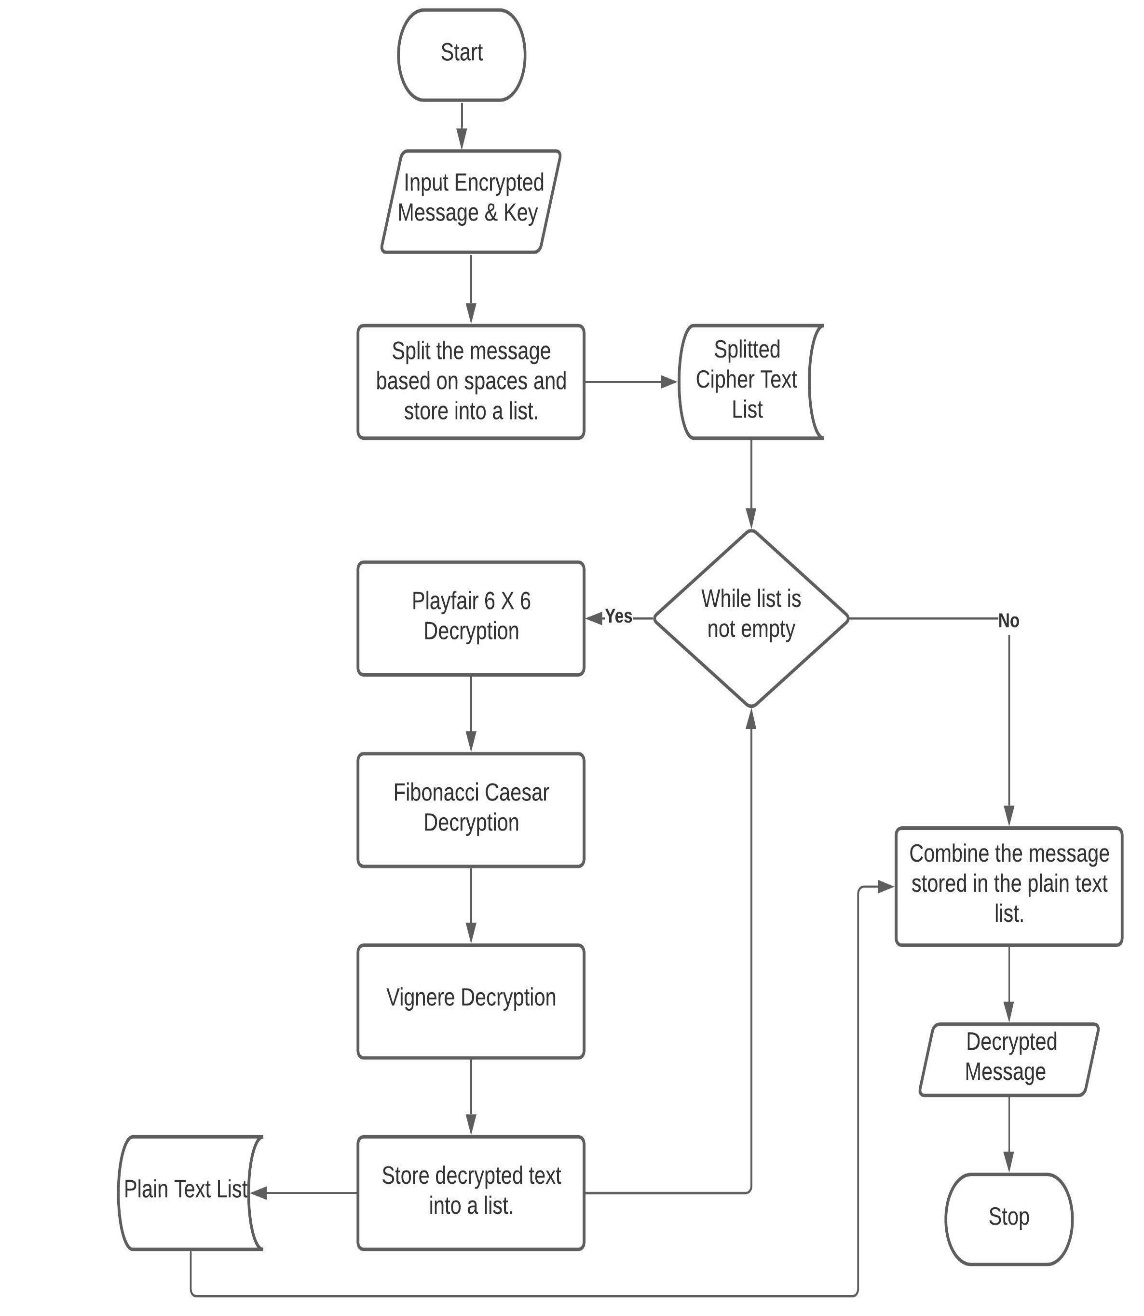 Start
Input Encrypted
Message & Key
Split the message
based on spaces and
store into a list.
Splitted
Cipher Text
List
While list is
not empty
Yes
No
Playfair 6 X 6
Decryption
Fibonacci Caesar
Decryption
Vignere Decryption
Store decrypted text
into a list.
Plain Text List
Combine the message
stored in the plain text
list.
Decrypted
Message
Stop